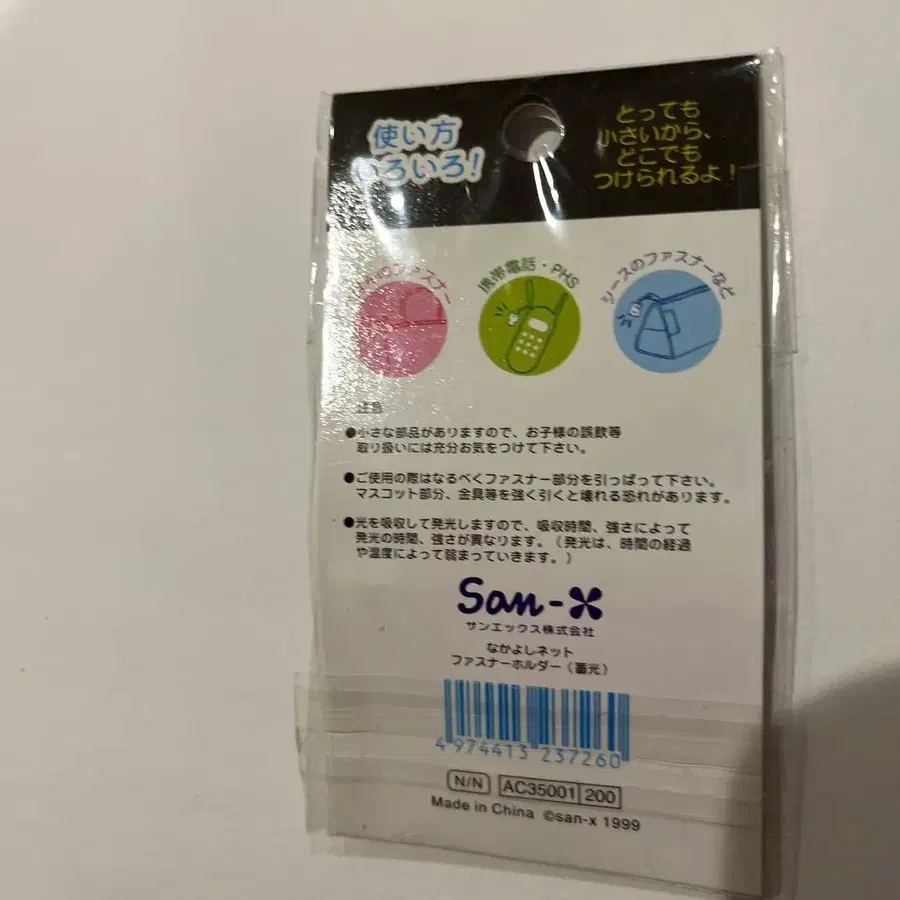 使い方
いろいろ!
とっても
小さいから、
どこでも
つけられるよ!
のファスナー
携帯電話・PHS
シースのファスナーなど
注意
●小さな部品がありますので、お子様の誤飲等
取り扱いには充分お気をつけて下さい。
●ご使用の際はなるべくファスナー部分を引っぱって下さい。
マスコット部分、金具等を強く引くと壊れる恐れがあります。
●光を吸収して発光しますので、吸収時間、強さによって
発光の時間、強さが異なります。(発光は、時間の経過
や温度によって弱まっていきます。)
San-X
サンエックス株式会社
なかよしネット
ファスナーホルダー(蓄光)
4 974413 237260
N/N AC35001 200
Made in China ©san-x 1999